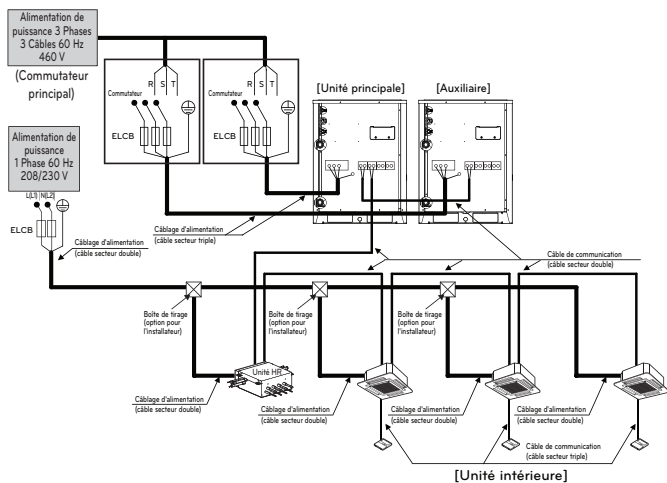 Alimentation de
puissance 3 Phases
3 Câbles 60 Hz
460 V
(Commutateur
principal)
R S T
Commutateur
ELCB
R S T
Commutateur
ELCB
[Unité principale]
[Auxiliaire]
Alimentation de
puissance
1 Phase 60 Hz
208/230 V
L(L1) N(L2)
ELCB
Câblage d'alimentation
(câble secteur double)
Câblage d'alimentation
(câble secteur triple)
Câble de communication
(câble secteur double)
Boîte de tirage
(option pour
l'installateur)
Boîte de tirage
(option pour
l'installateur)
Boîte de tirage
(option pour
l'installateur)
Unité HR
Câblage d'alimentation
(câble secteur double)
Câblage d'alimentation
(câble secteur double)
Câblage d'alimentation
(câble secteur double)
Câblage d'alimentation
(câble secteur double)
Câble de communication
(câble secteur triple)
[Unité intérieure]